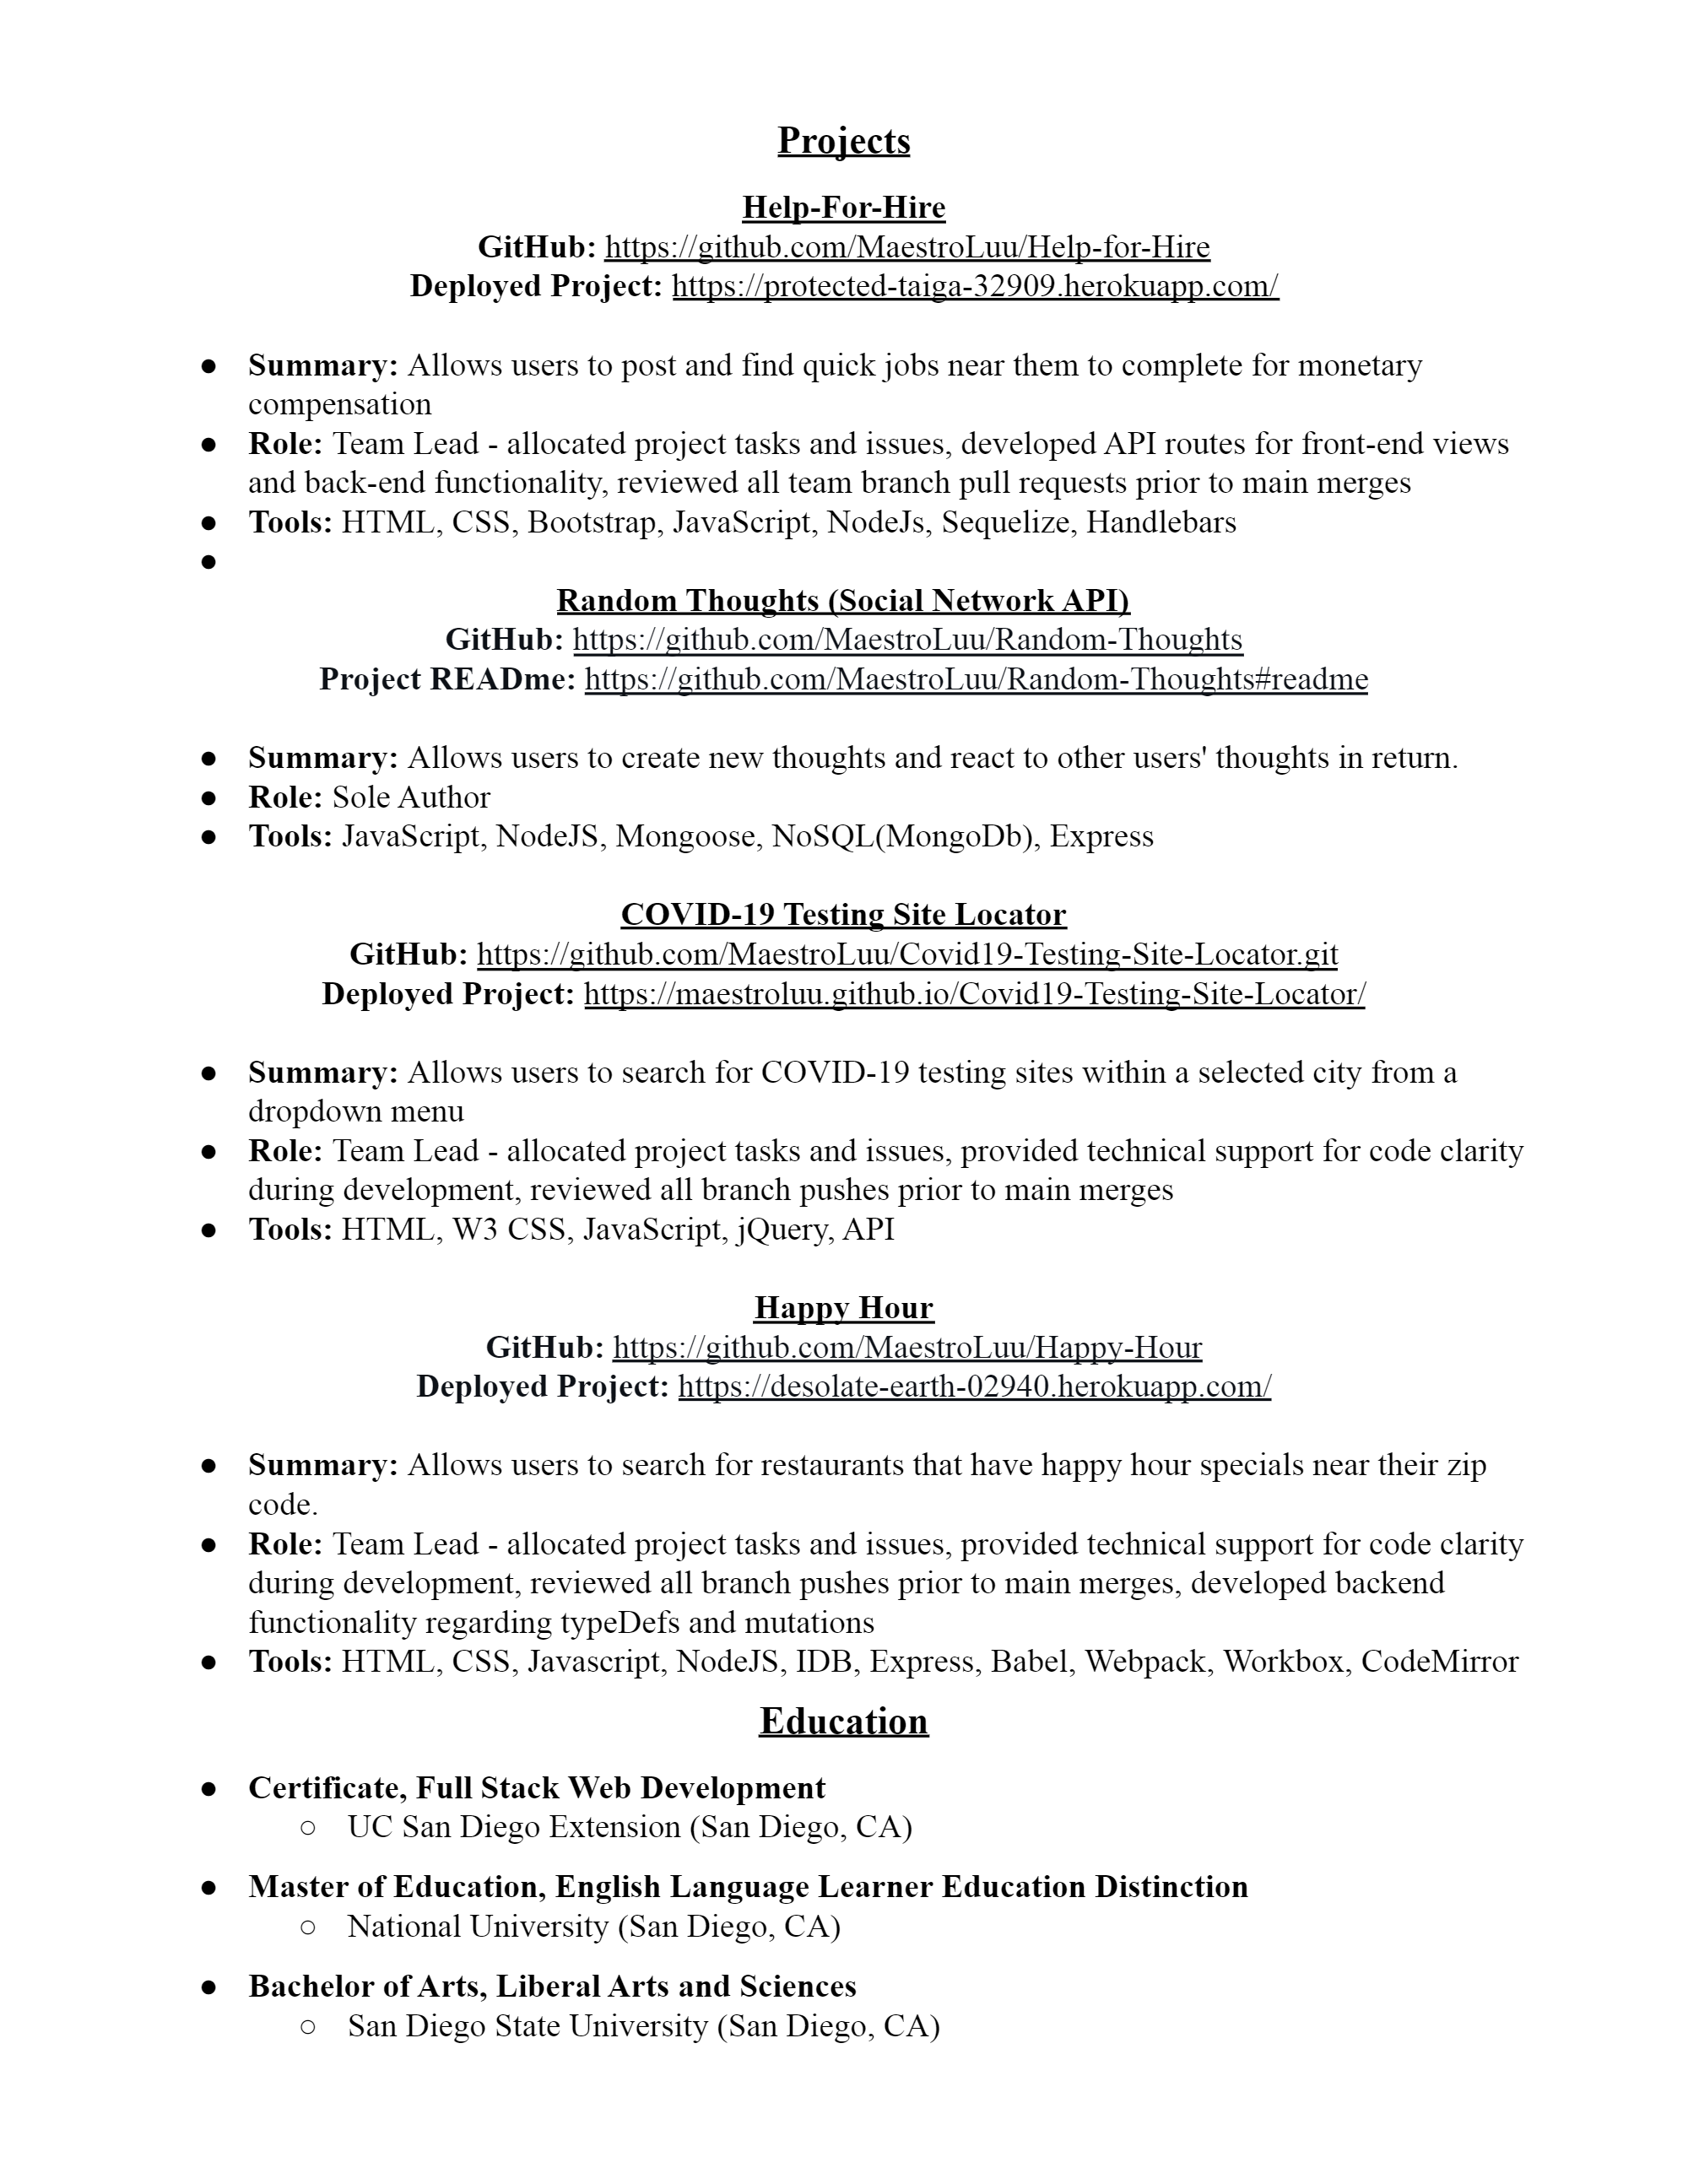 Projects
Help-For-Hire
GitHub: https://github.com/MaestroLuu/Help-for-Hire
Deployed Project: https://protected-taiga-32909.herokuapp.com/
● Summary: Allows users to post and find quick jobs near them to complete for monetary
compensation
● Role: Team Lead - allocated project tasks and issues, developed API routes for front-end views
and back-end functionality, reviewed all team branch pull requests prior to main merges
● Tools: HTML, CSS, Bootstrap, JavaScript, NodeJs, Sequelize, Handlebars
●
Random Thoughts (Social Network API)
GitHub: https://github.com/MaestroLuu/Random-Thoughts
Project READme: https://github.com/MaestroLuu/Random-Thoughts#readme
● Summary: Allows users to create new thoughts and react to other users' thoughts in return.
● Role: Sole Author
● Tools: JavaScript, NodeJS, Mongoose, NoSQL(MongoDb), Express
COVID-19 Testing Site Locator
GitHub: https://github.com/MaestroLuu/Covid19-Testing-Site-Locator.git
Deployed Project: https://maestroluu.github.io/Covid19-Testing-Site-Locator/
● Summary: Allows users to search for COVID-19 testing sites within a selected city from a
dropdown menu
● Role: Team Lead - allocated project tasks and issues, provided technical support for code clarity
during development, reviewed all branch pushes prior to main merges
● Tools: HTML, W3 CSS, JavaScript, jQuery, API
Happy Hour
GitHub: https://github.com/MaestroLuu/Happy-Hour
Deployed Project: https://desolate-earth-02940.herokuapp.com/
● Summary: Allows users to search for restaurants that have happy hour specials near their zip
code.
● Role: Team Lead - allocated project tasks and issues, provided technical support for code clarity
during development, reviewed all branch pushes prior to main merges, developed backend
functionality regarding typeDefs and mutations
● Tools: HTML, CSS, Javascript, NodeJS, IDB, Express, Babel, Webpack, Workbox, CodeMirror
Education
● Certificate, Full Stack Web Development
○ UC San Diego Extension (San Diego, CA)
● Master of Education, English Language Learner Education Distinction
○ National University (San Diego, CA)
● Bachelor of Arts, Liberal Arts and Sciences
○ San Diego State University (San Diego, CA)